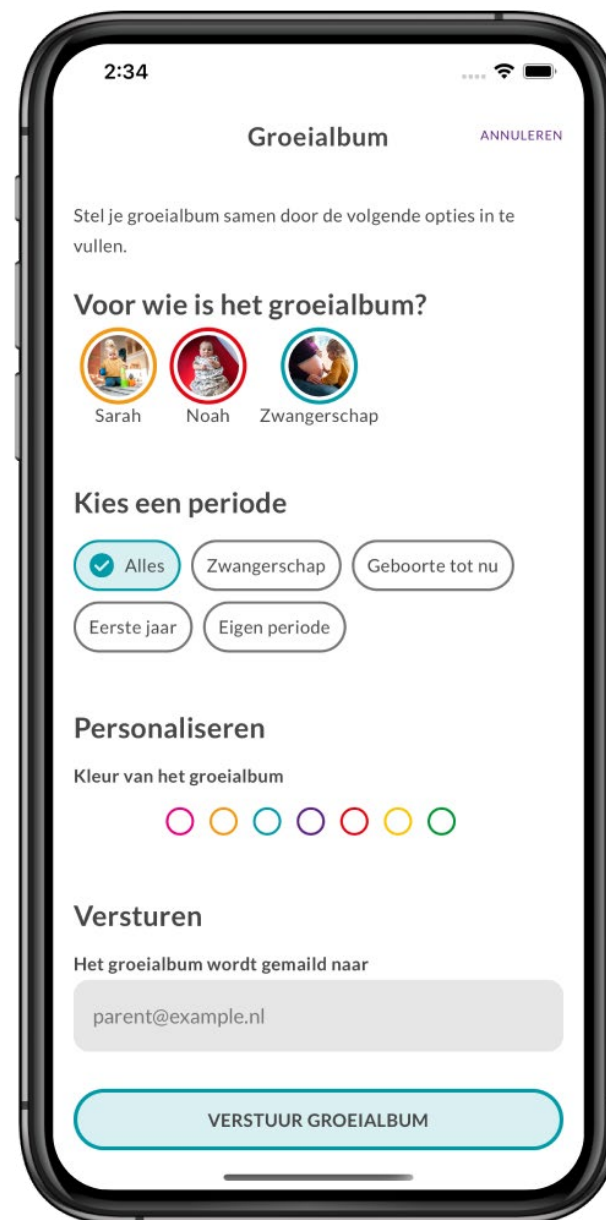 2:34
Groeialbum
ANNULEREN
Stel je groeialbum samen door de volgende opties in te
vullen.
Voor wie is het groeialbum?
Sarah Noah Zwangerschap
Kies een periode
Alles Zwangerschap Geboorte tot nu
Eerste jaar Eigen periode
Personaliseren
Kleur van het groeialbum
Versturen
Het groeialbum wordt gemaild naar
parent@example.nl
VERSTUUR GROEIALBUM